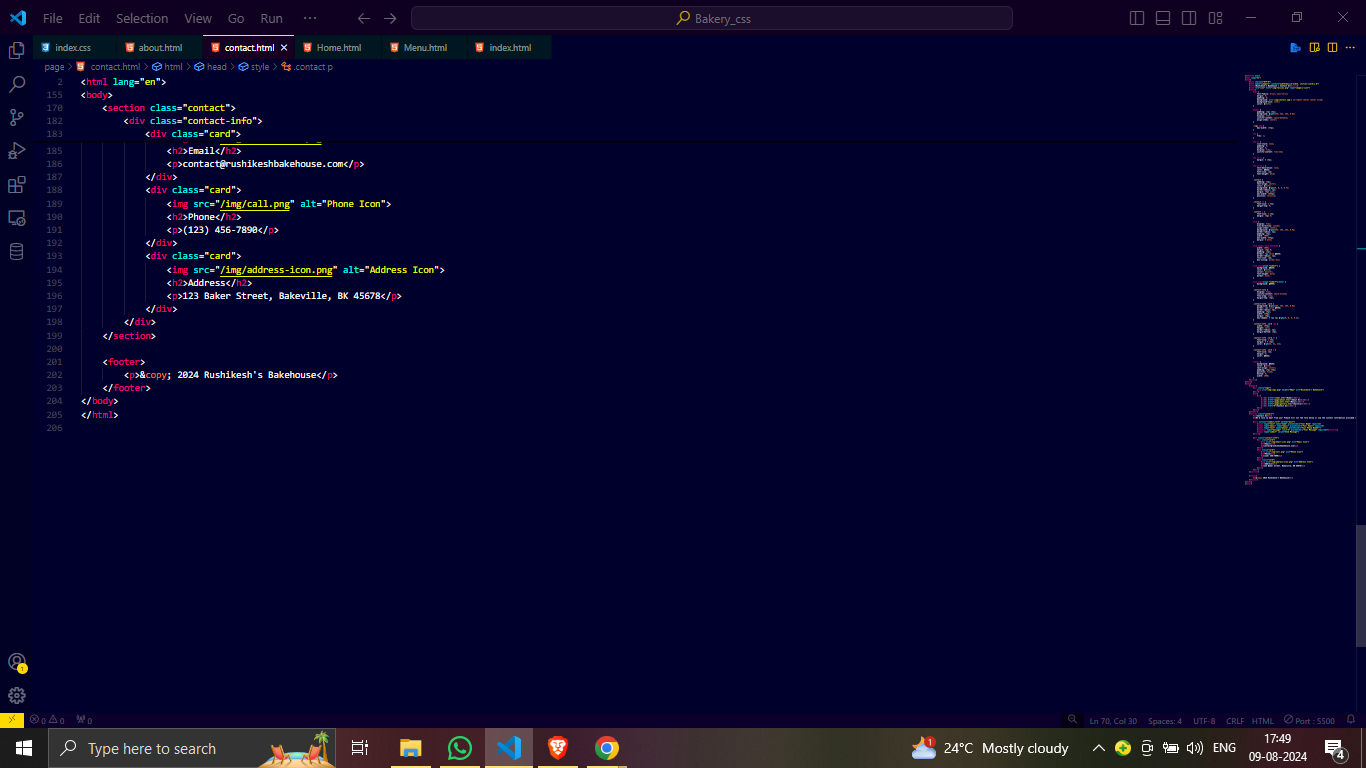 File Edit Selection View Go Run ··· Bakery_css
index.css about.html contact.html Home.html Menu.html index.html
page > contact.html > html > head > style > .contact p
2 <html lang="en">
155 <body>
170 <section class="contact">
182 <div class="contact-info">
183 <div class="card">
185 <h2>Email</h2>
186 <p>contact@rushikeshbakehouse.com</p>
187 </div>
188 <div class="card">
189 <img src="/img/call.png" alt="Phone Icon">
190 <h2>Phone</h2>
191 <p>(123) 456-7890</p>
192 </div>
193 <div class="card">
194 <img src="/img/address-icon.png" alt="Address Icon">
195 <h2>Address</h2>
196 <p>123 Baker Street, Bakeville, BK 45678</p>
197 </div>
198 </div>
199 </section>
200
201 <footer>
202 <p>&copy; 2024 Rushikesh's Bakehouse</p>
203 </footer>
204 </body>
205 </html>
206
1
0 0 0 Ln 70, Col 30 Spaces: 4 UTF-8 CRLF HTML Port : 5500
Type here to search 1 24°C Mostly cloudy ENG 17:49
09-08-2024 4